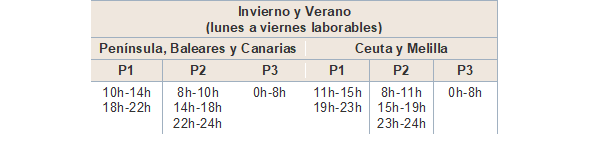 Invierno y Verano
(lunes a viernes laborables)
Península, Baleares y Canarias Ceuta y Melilla
P1 P2 P3 P1 P2 P3
10h-14h 8h-10h 0h-8h 11h-15h 8h-11h 0h-8h
18h-22h 14h-18h 19h-23h 15h-19h
22h-24h 23h-24h